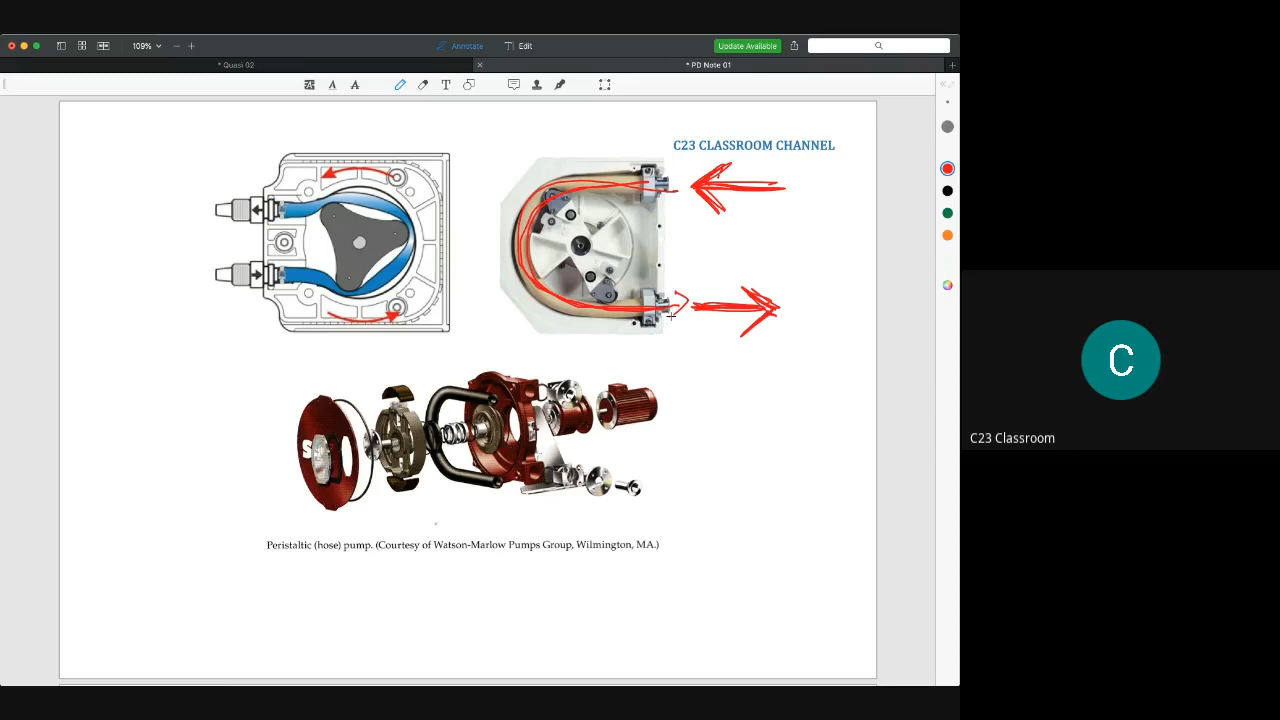 109%
Annotate
Edit
Update Available
* Quasi 02
* PD Note 01
C23 CLASSROOM CHANNEL
S
Peristaltic (hose) pump. (Courtesy of Watson-Marlow Pumps Group, Wilmington, MA.)
C
C23 Classroom